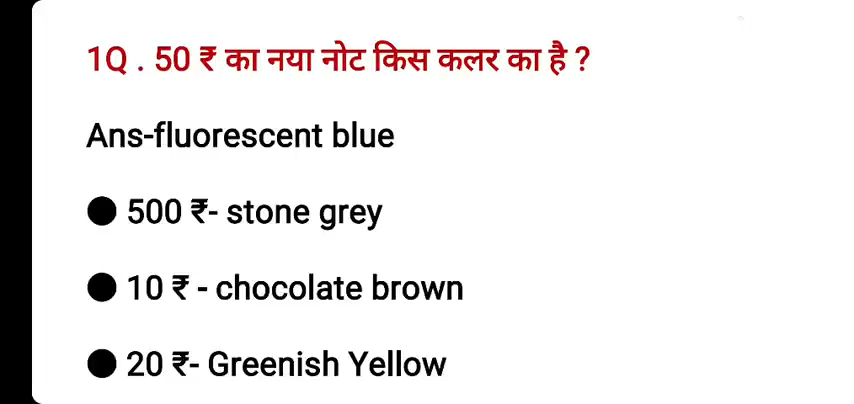 1Q . 50 ₹ का नया नोट किस कलर का है ?
Ans-fluorescent blue
● 500 ₹- stone grey
● 10 ₹ - chocolate brown
● 20 ₹- Greenish Yellow